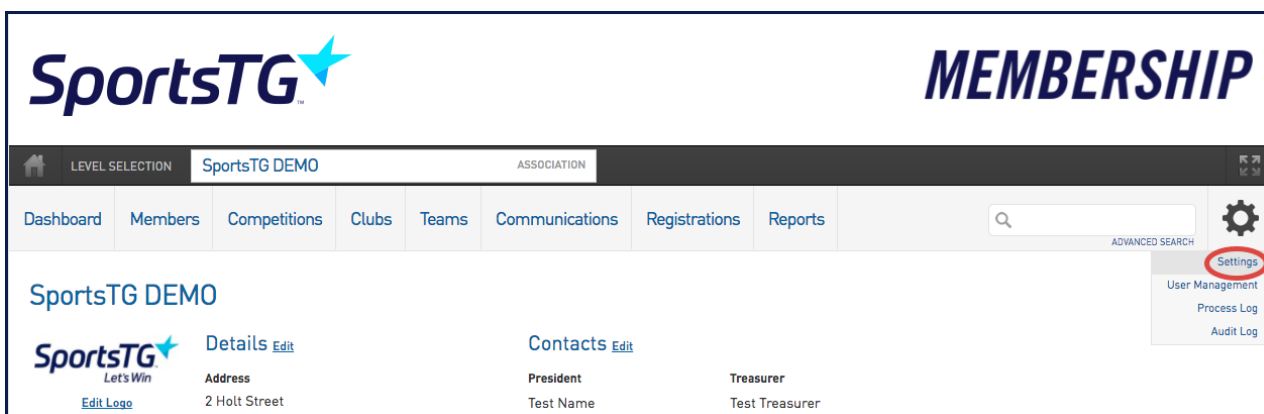 SportsTG™ MEMBERSHIP
LEVEL SELECTION SportsTG DEMO ASSOCIATION
Dashboard Members Competitions Clubs Teams Communications Registrations Reports
ADVANCED SEARCH
Settings
User Management
Process Log
Audit Log
SportsTG DEMO
SportsTG
Let's Win
Edit Logo
Details Edit
Address
2 Holt Street
Contacts Edit
President Treasurer
Test Name Test Treasurer